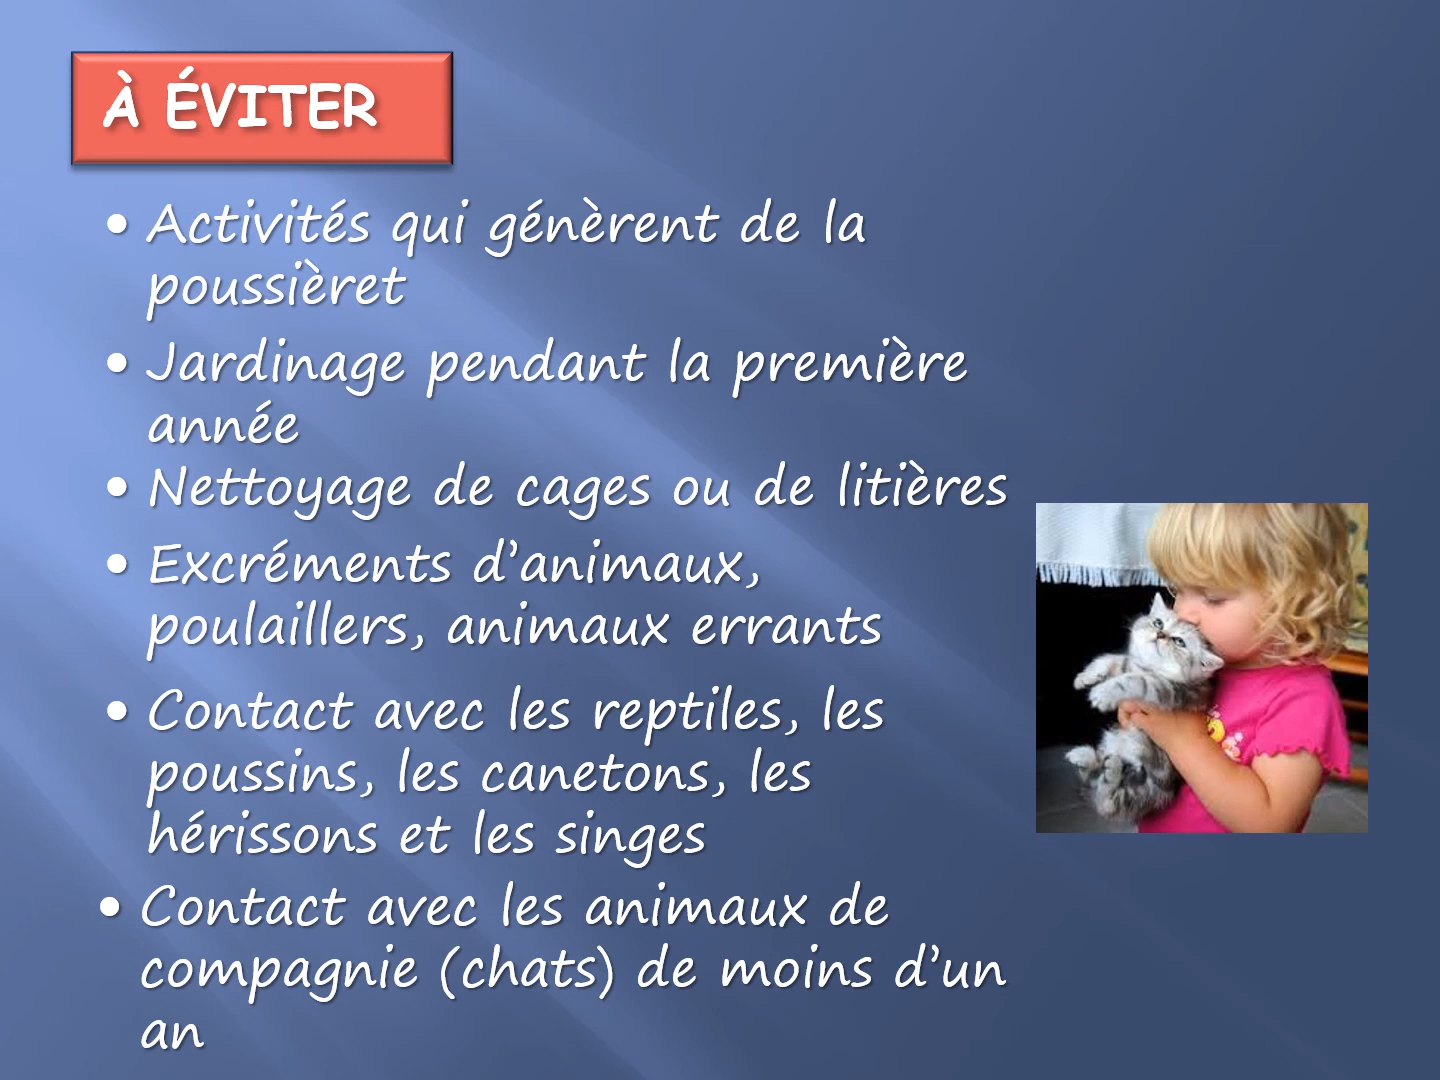 À ÉVITER
• Activités qui génèrent de la
poussièret
• Jardinage pendant la première
année
• Nettoyage de cages ou de litières
• Excréments d’animaux,
poulaillers, animaux errants
• Contact avec les reptiles, les
poussins, les canetons, les
hérissons et les singes
• Contact avec les animaux de
compagnie (chats) de moins d’un
an